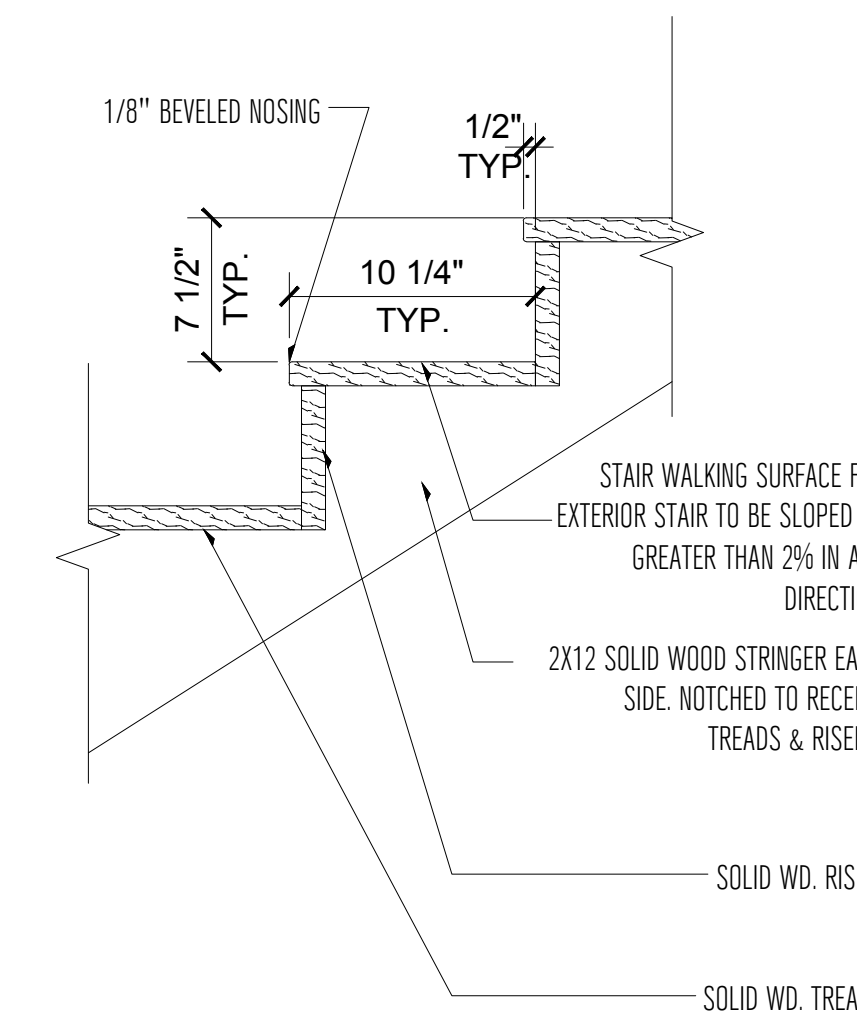 1/8" BEVELED NOSING
1/2"
TYP.
7 1/2"
TYP.
10 1/4"
TYP.
STAIR WALKING SURFACE
EXTERIOR STAIR TO BE SLOPED
GREATER THAN 2% IN
2X12 SOLID WOOD STRINGER
SIDE. NOTCHED TO
TREADS &
SOLID WD.
SOLID WD.